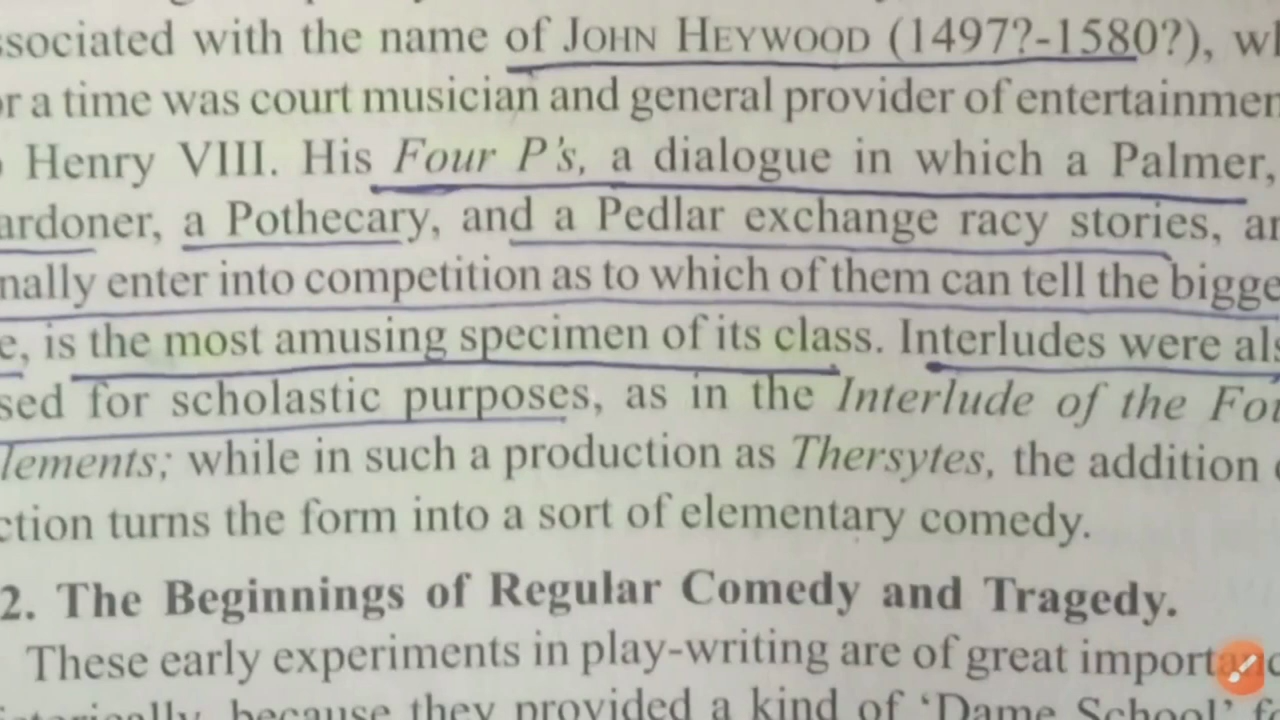 ssociated with the name of JOHN HEYWOOD (1497?-1580?), wh
or a time was court musician and general provider of entertainmen
o Henry VIII. His Four P's, a dialogue in which a Palmer,
ardoner, a Pothecary, and a Pedlar exchange racy stories, an
nally enter into competition as to which of them can tell the bigge
e, is the most amusing specimen of its class. Interludes were als
sed for scholastic purposes, as in the Interlude of the Fou
lements; while in such a production as Thersytes, the addition o
ction turns the form into a sort of elementary comedy.
2. The Beginnings of Regular Comedy and Tragedy.
These early experiments in play-writing are of great importanc
istorically, because they provided a kind of ‘Dame School’ fo